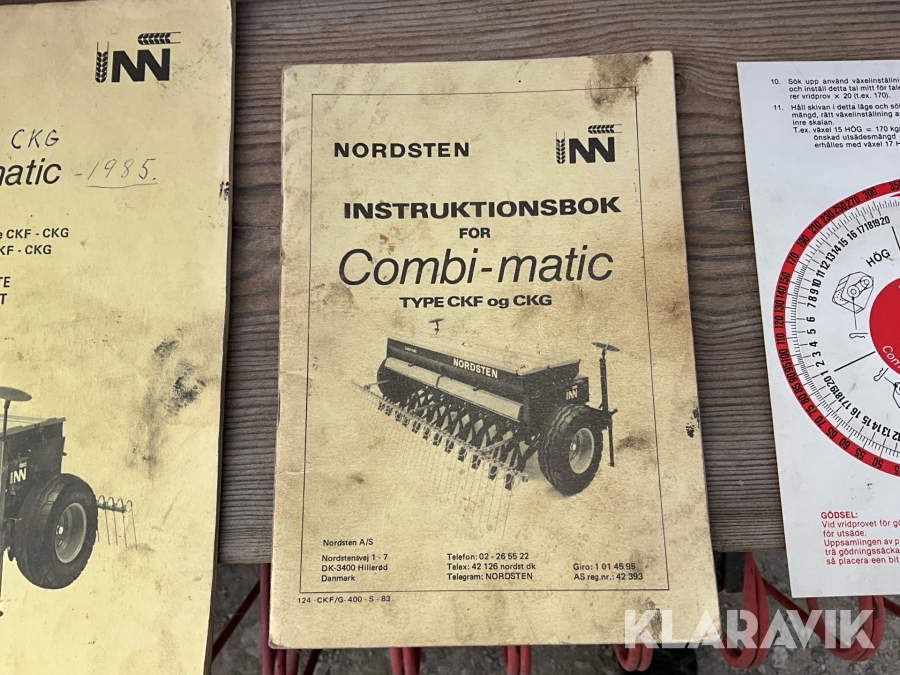 CKG
matic -1985.
CKF - CKG
KF - CKG
NORDSTEN
INSTRUKTIONSBOK
FOR
Combi-matic
TYPE CKF og CKG
NORDSTEN
Nordsten A/S
Nordstensvej 1 - 7
DK-3400 Hillerød
Danmark
Telefon: 02 - 26 55 22
Telex: 42 126 nordst dk
Telegram: NORDSTEN
Giro: 1 01 45 95
AS reg.nr.: 42 393
124 -CKF/G- 400 - S - 83
10. Sök upp använd växelinställni
och inställ detta tal mitt för tale
rer vridprov × 20 (t.ex. 170).
11. Håll skivan i detta läge och sök
mängd, rätt växelinställning a
inre skalan.
T.ex. växel 15 HÖG = 170 kg/
önskad utsädesmängd
erhålles med växel 17 H
HÖG
GÖDSEL:
Vid vridprovet för gö
för utsäde.
Uppsamlingen av p
trä gödningssäcka
så placera een bit
KLARAVIK